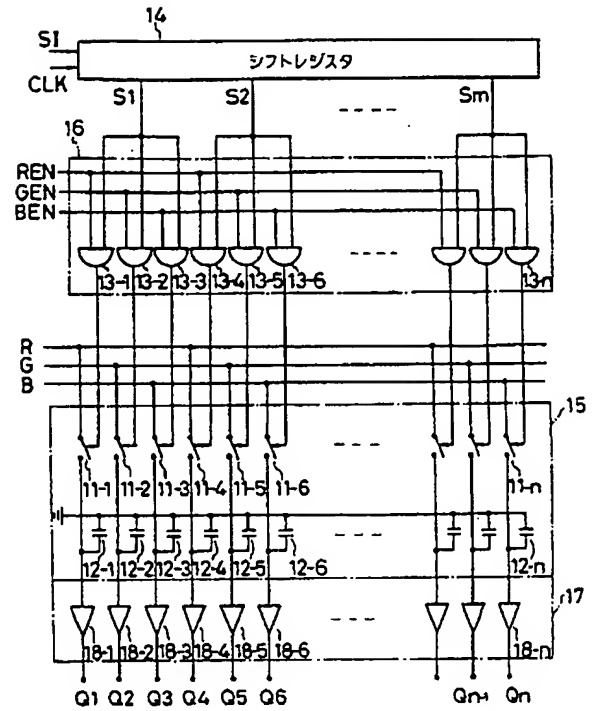 14
SI
シフトレジスタ
CLK
S1 S2 Sm
16
REN
GEN
BEN
13-1 13-2 13-3 13-4 13-5 13-6 13-n
R
G
B
15
11-1 11-2 11-3 11-4 11-5 11-6 11-n
12-1 12-2 12-3 12-4 12-5 12-6 12-n
17
18-1 18-2 18-3 18-4 18-5 18-6 18-n
Q1 Q2 Q3 Q4 Q5 Q6 Qn-1 Qn